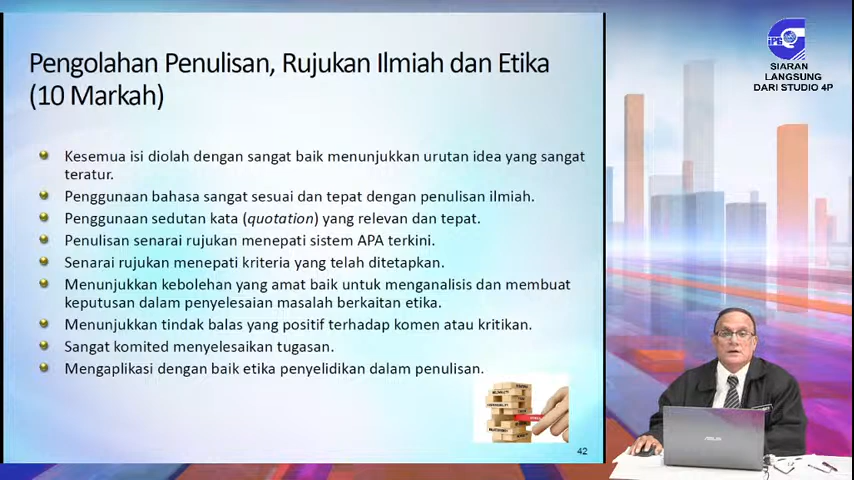 Pengolahan Penulisan, Rujukan Ilmiah dan Etika
(10 Markah)
Kesemua isi diolah dengan sangat baik menunjukkan urutan idea yang sangat
teratur.
Penggunaan bahasa sangat sesuai dan tepat dengan penulisan ilmiah.
Penggunaan sedutan kata (quotation) yang relevan dan tepat.
Penulisan senarai rujukan menepati sistem APA terkini.
Senarai rujukan menepati kriteria yang telah ditetapkan.
Menunjukkan kebolehan yang amat baik untuk menganalisis dan membuat
keputusan dalam penyelesaian masalah berkaitan etika.
Menunjukkan tindak balas yang positif terhadap komen atau kritikan.
Sangat komited menyelesaikan tugasan.
Mengaplikasi dengan baik etika penyelidikan dalam penulisan.
42
SIARAN
LANGSUNG
DARI STUDIO 4P
ASUS